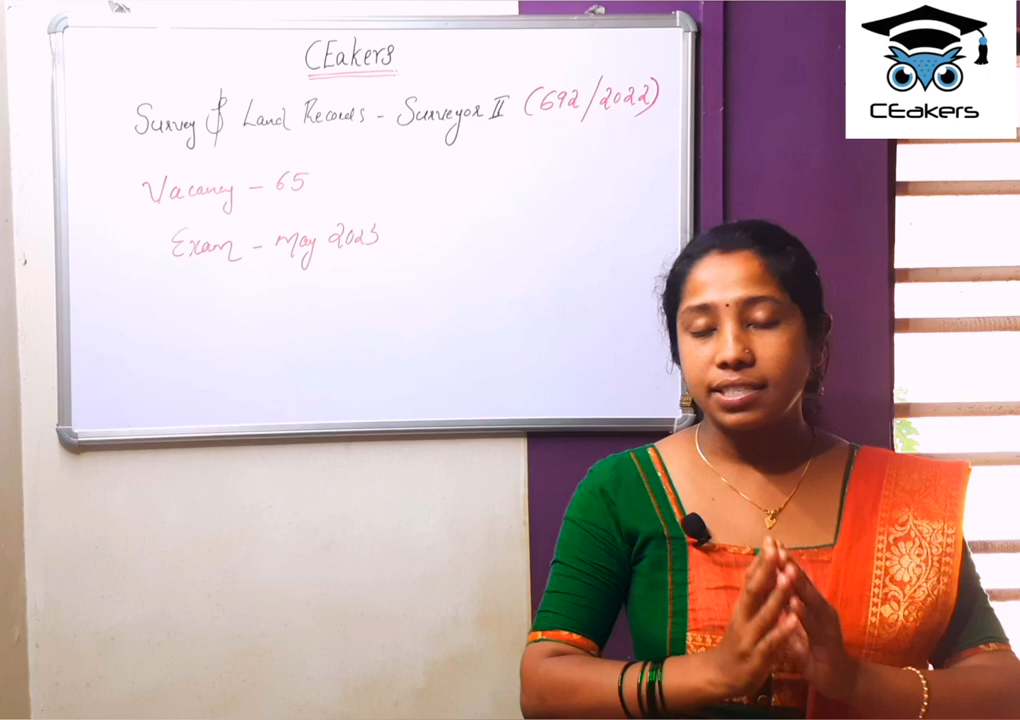 CEakers
Survey & Land Records - Surveyor II (692/2022)
Vacancy - 65
Exam - May 2023
CEakers